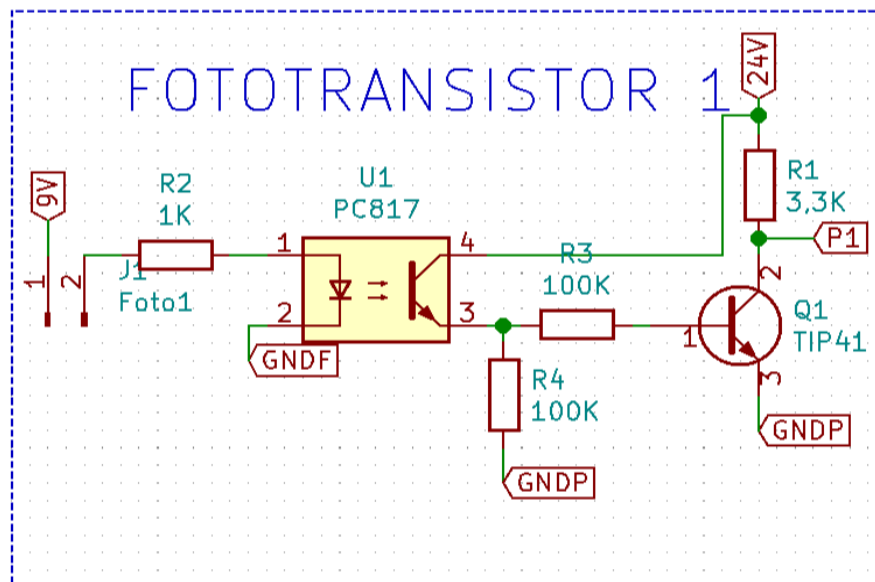 FOTOTRANSISTOR 1
24V
9V
R2
1K
U1
PC817
R1
3,3K
P1
1
2
J1
Foto1
1
2
4
3
GNDF
R3
100K
R4
100K
GNDP
1
2
3
Q1
TIP41
GNDP